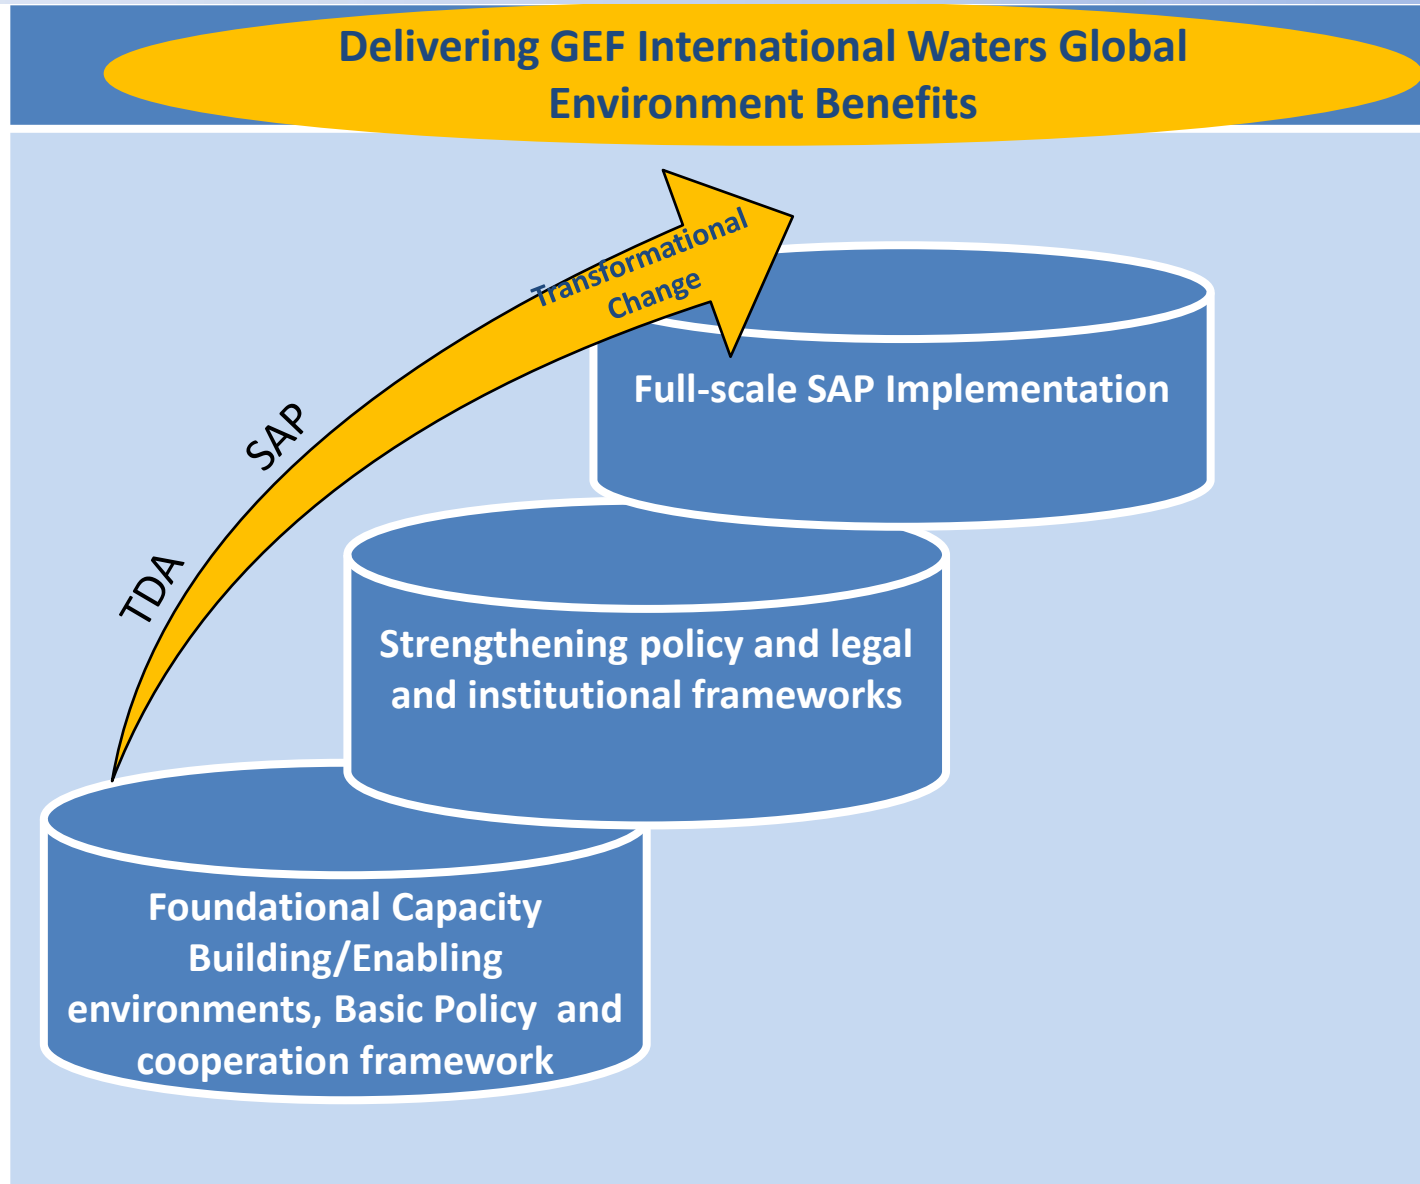 Delivering GEF International Waters Global
Environment Benefits
Transformational
Change
SAP
Full-scale SAP Implementation
TDA
Strengthening policy and legal
and institutional frameworks
Foundational Capacity
Building/Enabling
environments, Basic Policy  and
cooperation framework